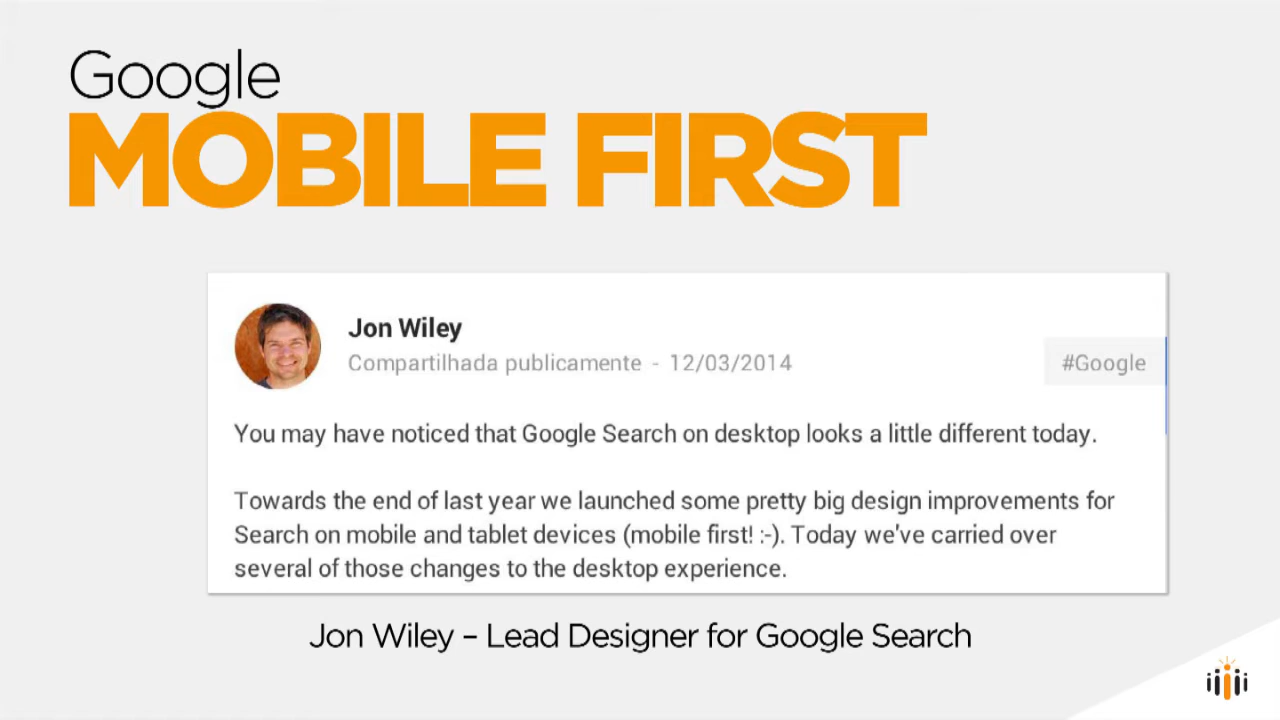 Google
MOBILE FIRST
Jon Wiley
Compartilhada publicamente - 12/03/2014
#Google
You may have noticed that Google Search on desktop looks a little different today.
Towards the end of last year we launched some pretty big design improvements for
Search on mobile and tablet devices (mobile first! :-). Today we've carried over
several of those changes to the desktop experience.
Jon Wiley – Lead Designer for Google Search